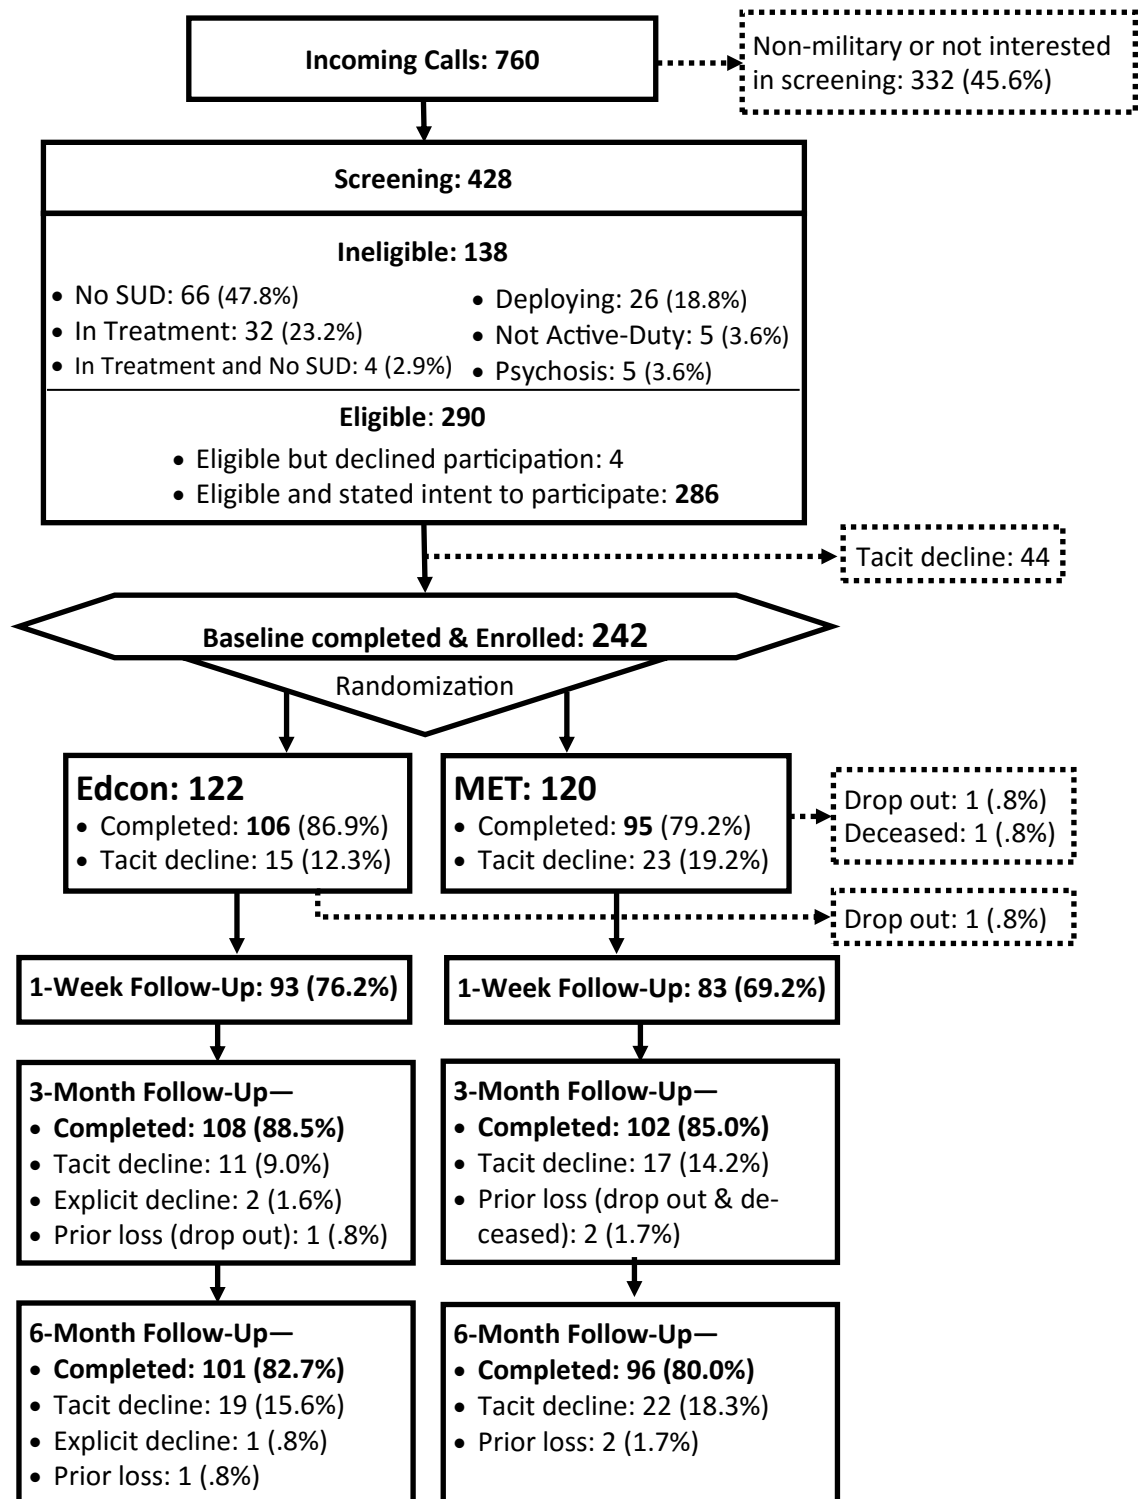 Incoming Calls: 760
Non-military or not interested
in screening: 332 (45.6%)
Screening: 428
Ineligible: 138
• No SUD: 66 (47.8%)
• In Treatment: 32 (23.2%)
• In Treatment and No SUD: 4 (2.9%)
• Deploying: 26 (18.8%)
• Not Active-Duty: 5 (3.6%)
• Psychosis: 5 (3.6%)
Eligible: 290
• Eligible but declined participation: 4
• Eligible and stated intent to participate: 286
Tacit decline: 44
Baseline completed & Enrolled: 242
Randomization
Edcon: 122
• Completed: 106 (86.9%)
• Tacit decline: 15 (12.3%)
MET: 120
• Completed: 95 (79.2%)
• Tacit decline: 23 (19.2%)
Drop out: 1 (.8%)
Deceased: 1 (.8%)
Drop out: 1 (.8%)
1-Week Follow-Up: 93 (76.2%)
1-Week Follow-Up: 83 (69.2%)
3-Month Follow-Up—
• Completed: 108 (88.5%)
• Tacit decline: 11 (9.0%)
• Explicit decline: 2 (1.6%)
• Prior loss (drop out): 1 (.8%)
3-Month Follow-Up—
• Completed: 102 (85.0%)
• Tacit decline: 17 (14.2%)
• Prior loss (drop out & de-
ceased): 2 (1.7%)
6-Month Follow-Up—
• Completed: 101 (82.7%)
• Tacit decline: 19 (15.6%)
• Explicit decline: 1 (.8%)
• Prior loss: 1 (.8%)
6-Month Follow-Up—
• Completed: 96 (80.0%)
• Tacit decline: 22 (18.3%)
• Prior loss: 2 (1.7%)